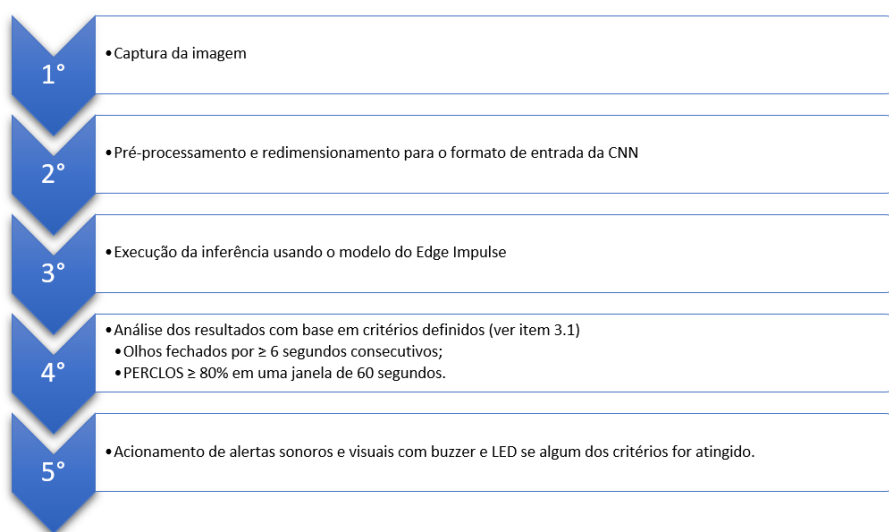 1°
•Captura da imagem
2°
•Pré-processamento e redimensionamento para o formato de entrada da CNN
3°
•Execução da inferência usando o modelo do Edge Impulse
4°
•Análise dos resultados com base em critérios definidos (ver item 3.1)
•Olhos fechados por ≥ 6 segundos consecutivos;
•PERCLOS ≥ 80% em uma janela de 60 segundos.
5°
•Acionamento de alertas sonoros e visuais com buzzer e LED se algum dos critérios for atingido.